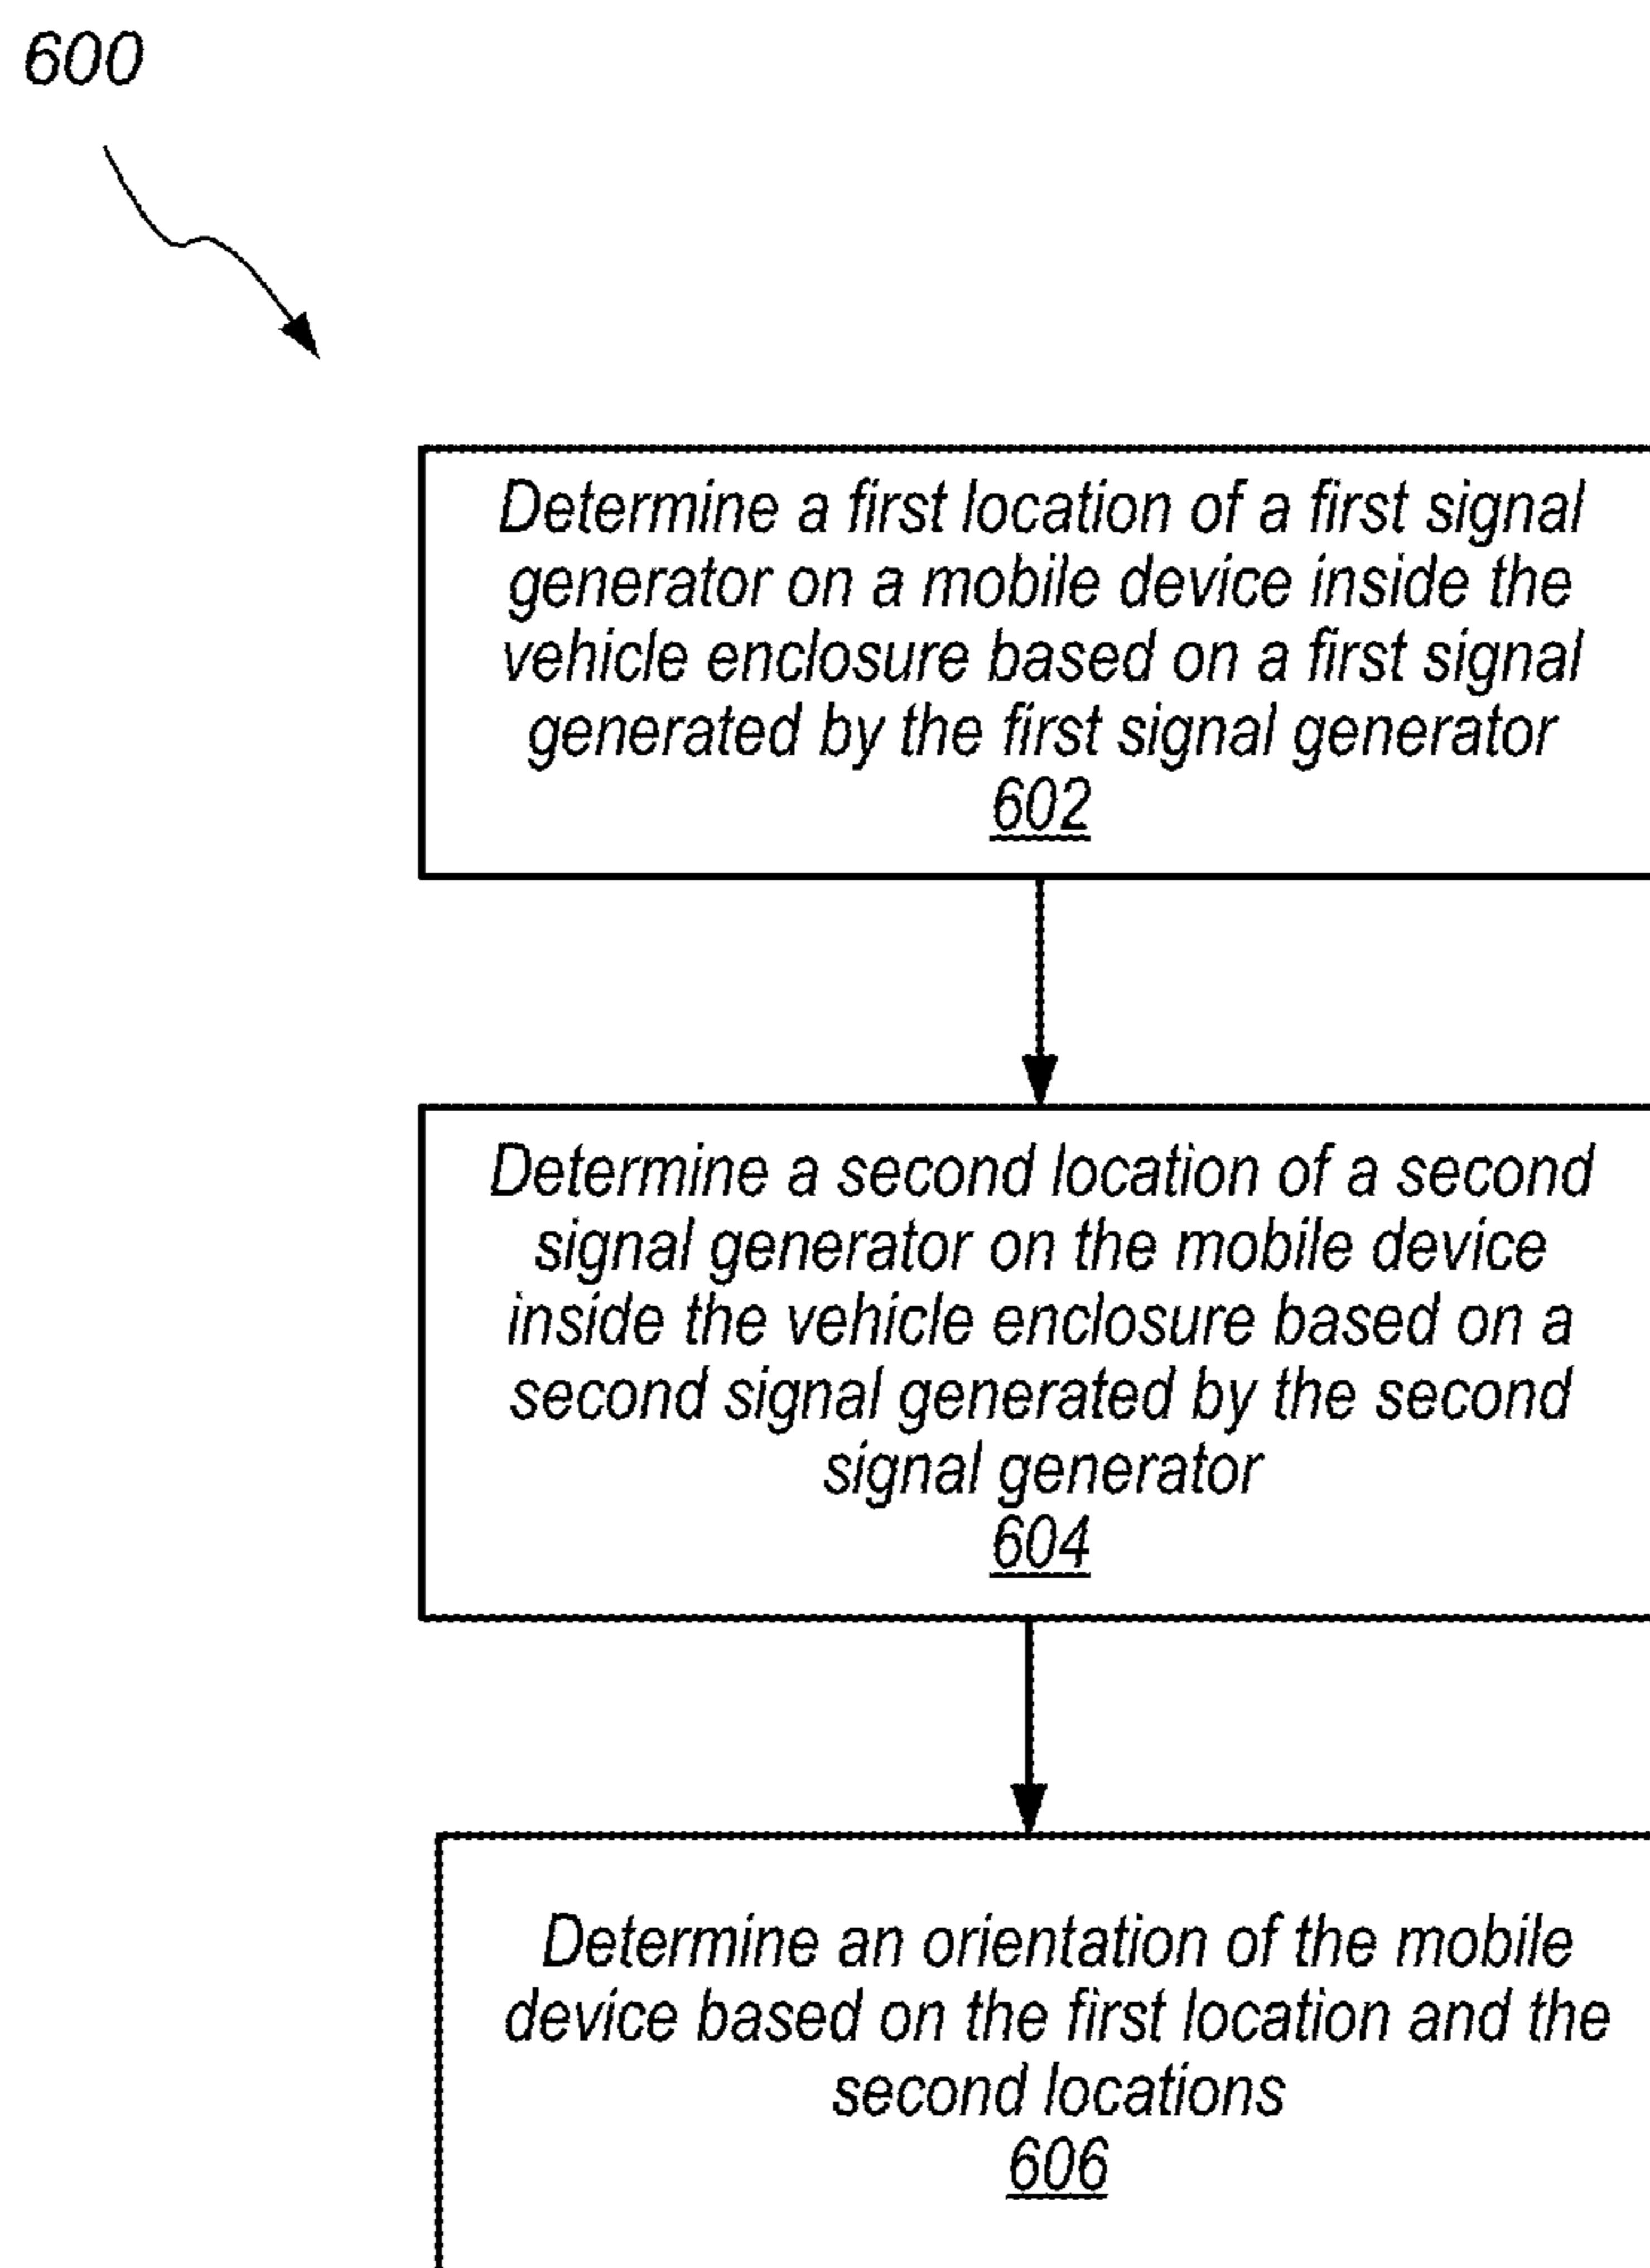 600
Determine a first location of a first signal
generator on a mobile device inside the
vehicle enclosure based on a first signal
generated by the first signal generator
602
Determine a second location of a second
signal generator on the mobile device
inside the vehicle enclosure based on a
second signal generated by the second
signal generator
604
Determine an orientation of the mobile
device based on the first location and the
second locations
606